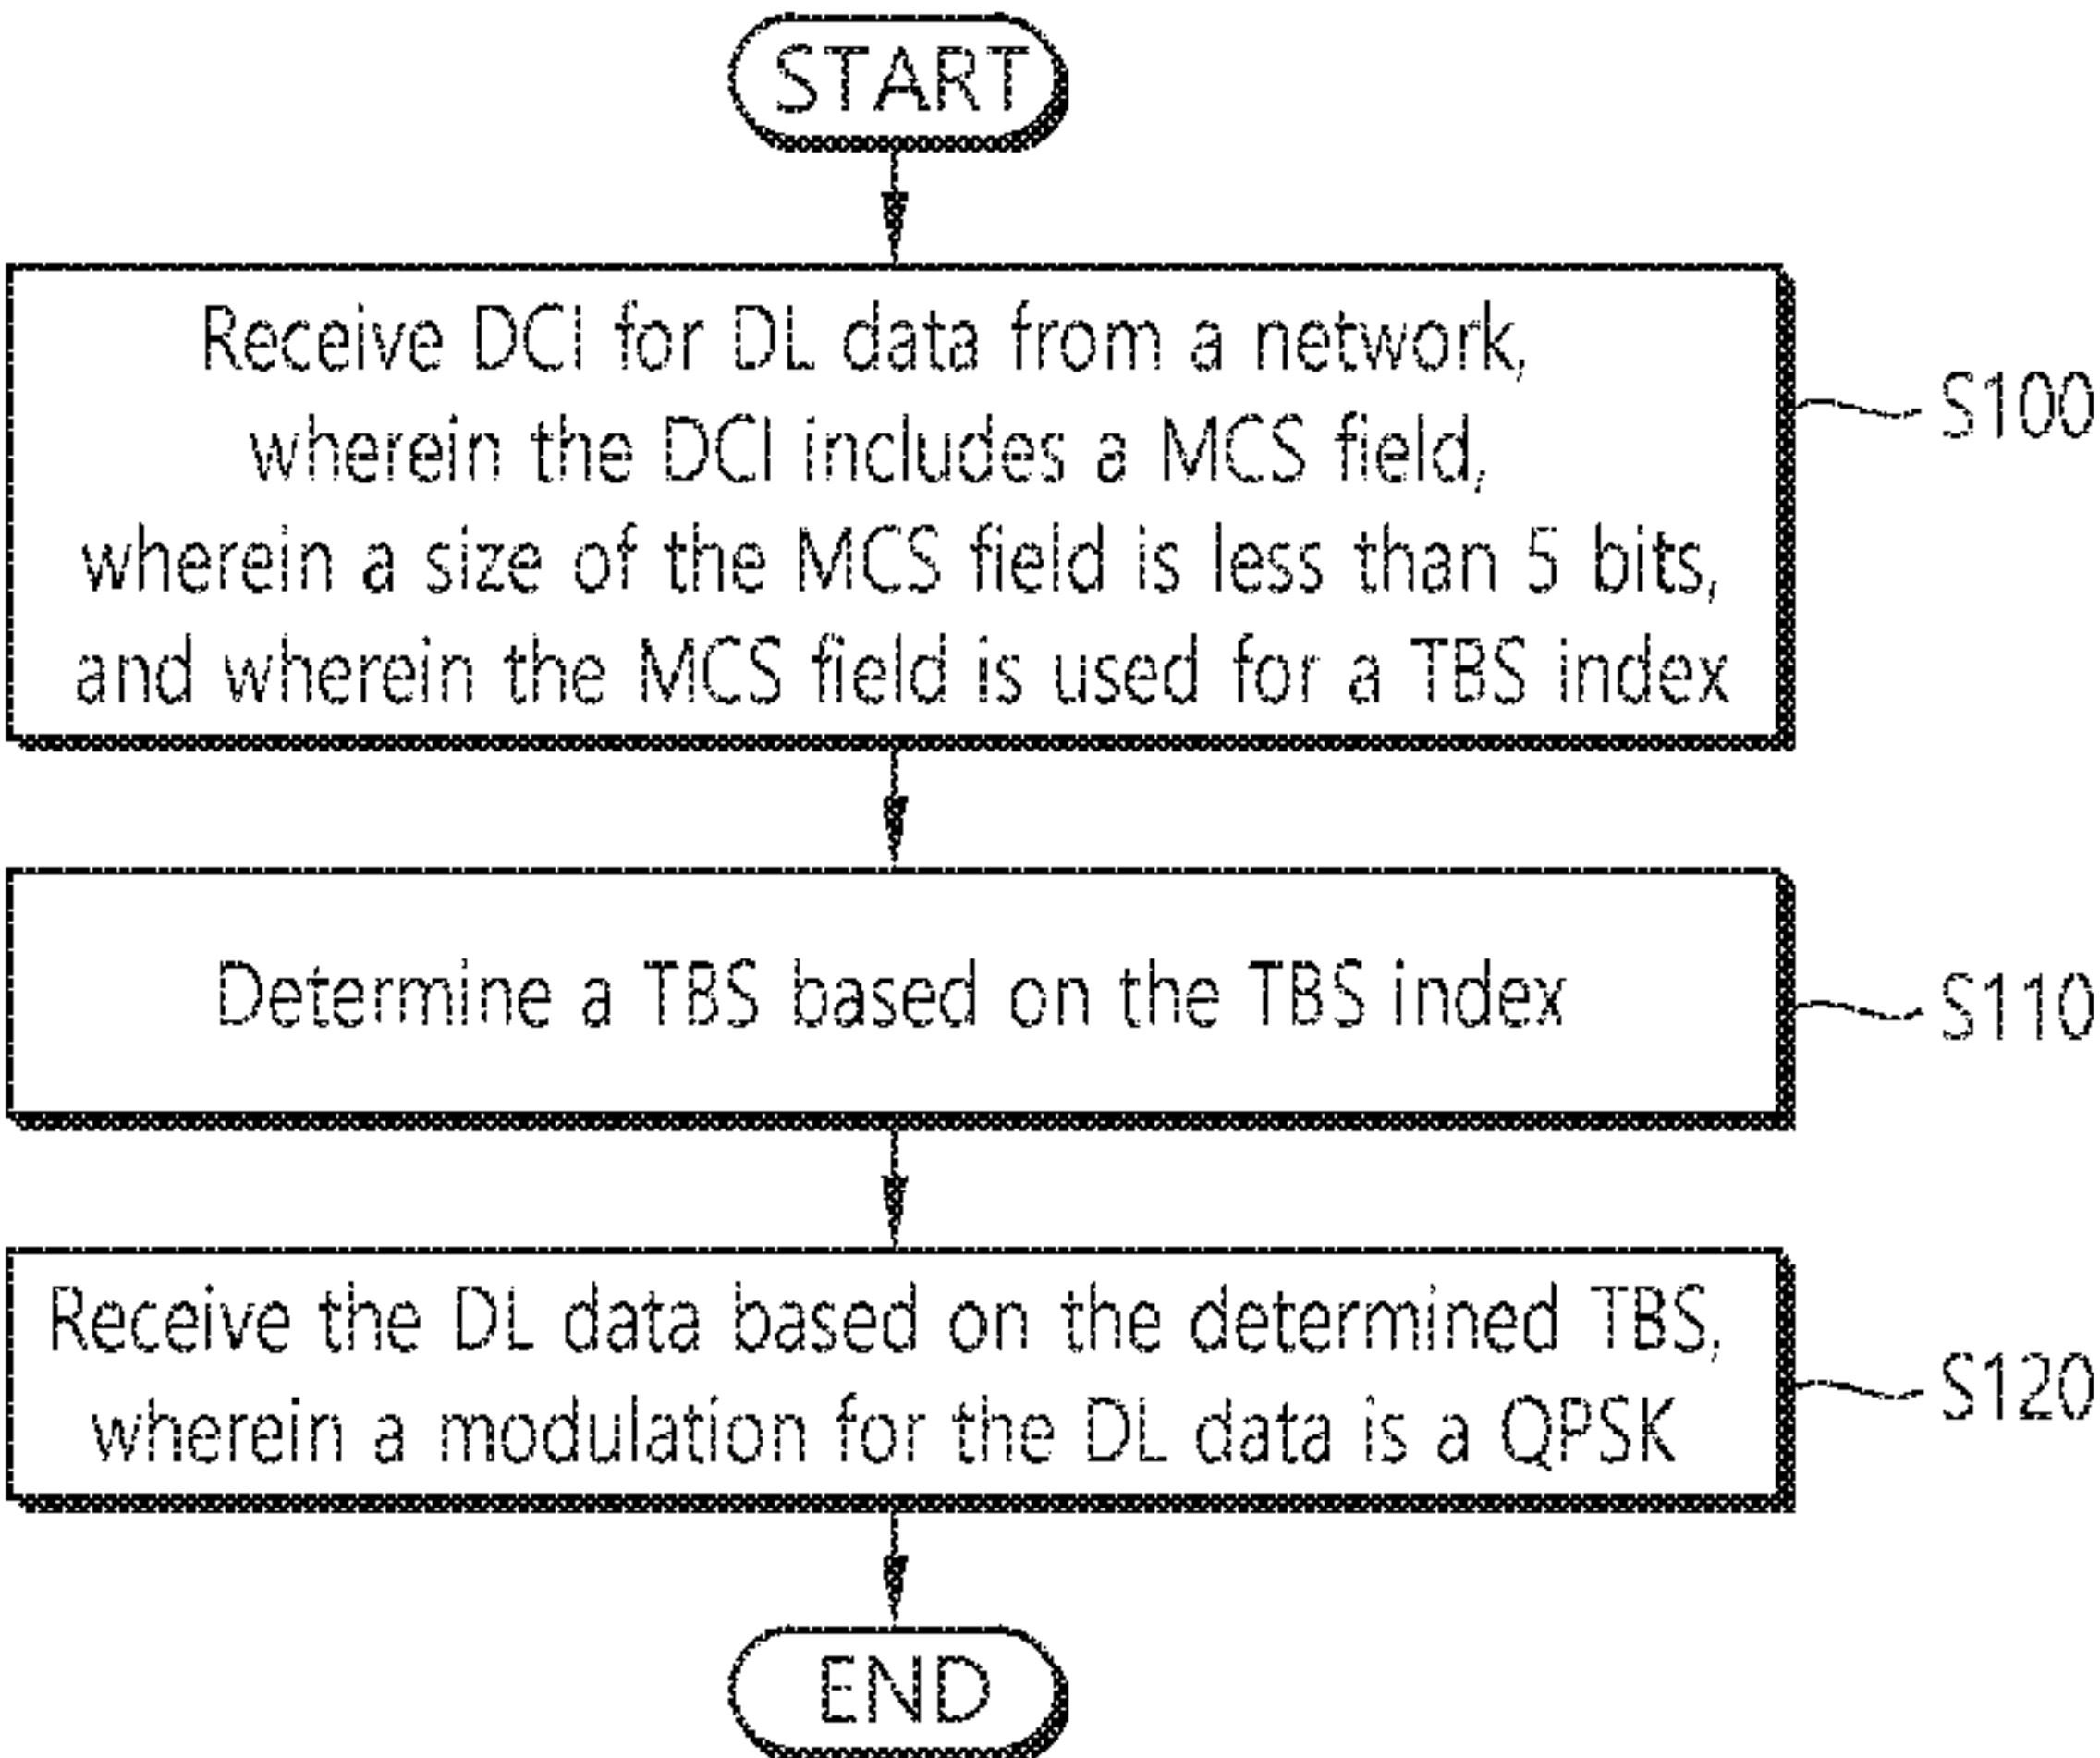 START
Receive DCI for DL data from a network,
wherein the DCI includes a MCS field,
wherein a size of the MCS field is less than 5 bits,
and wherein the MCS field is used for a TBS index
S100
Determine a TBS based on the TBS index
S110
Receive the DL data based on the determined TBS,
wherein a modulation for the DL data is a QPSK
S120
END